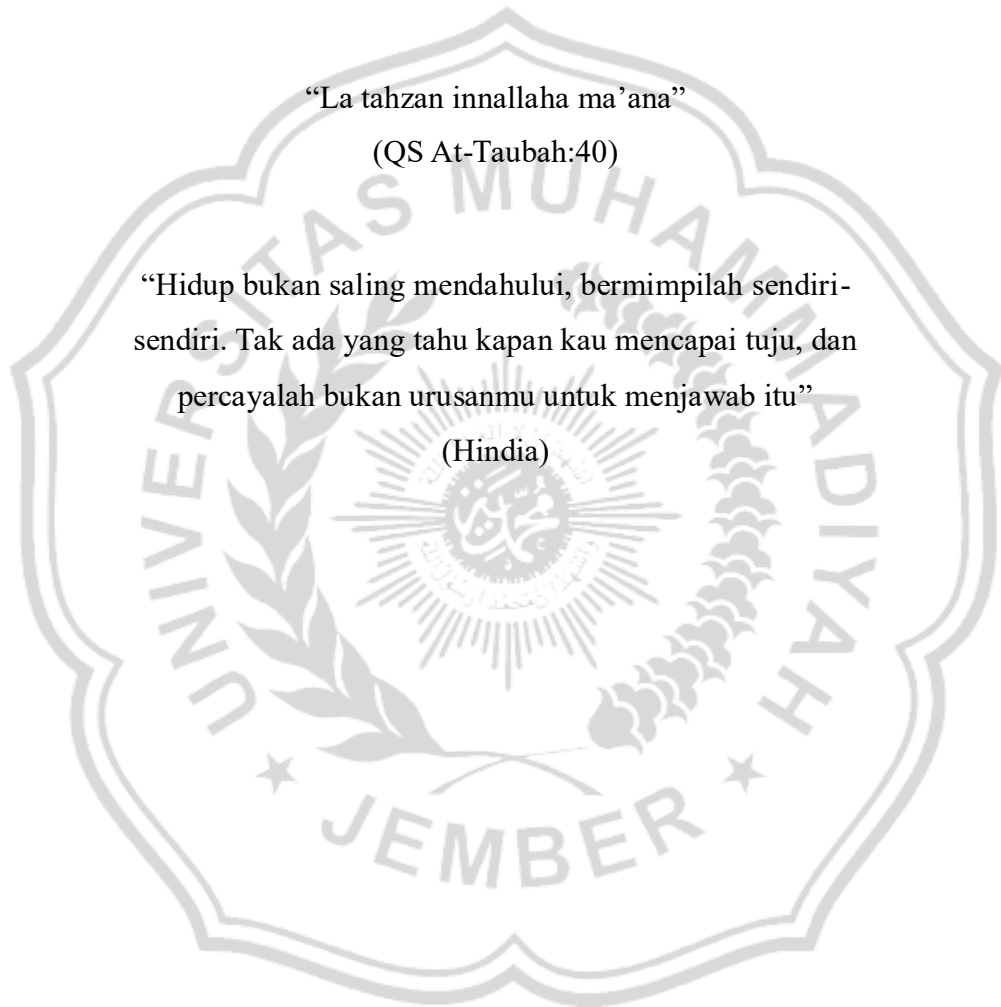 “La tahzan innallaha ma’ana”
(QS At-Taubah:40)
“Hidup bukan saling mendahului, bermimpilah sendiri-
sendiri. Tak ada yang tahu kapan kau mencapai tuju, dan
percayalah bukan urusanmu untuk menjawab itu”
(Hindia)
UNIVERSITAS MUHAMMADIYAH
JEMBER